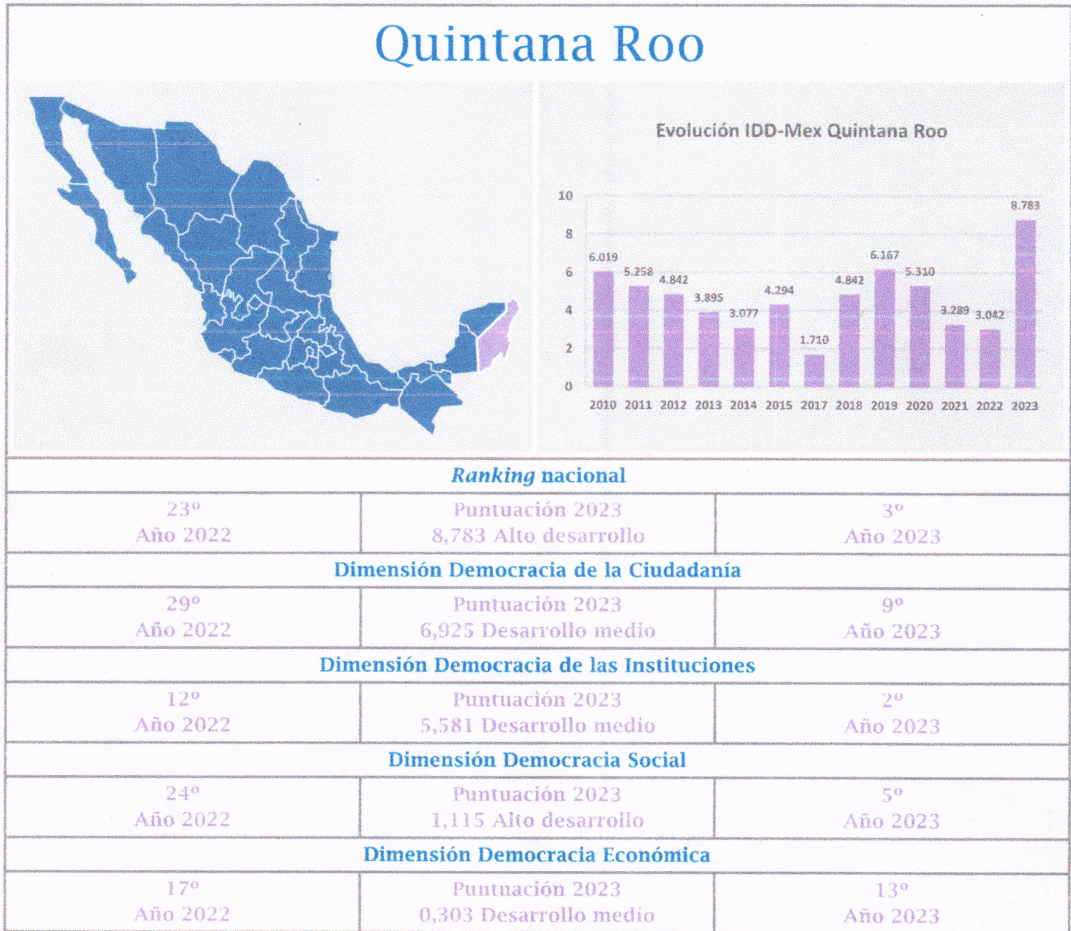 Quintana Roo
Evolución IDD-Mex Quintana Roo
10
8
6
4
2
0
6.019
5.258
4.842
3.895
3.077
4.294
1.710
4.842
6.167
5.310
3.289
3.042
8.783
2010 2011 2012 2013 2014 2015 2017 2018 2019 2020 2021 2022 2023
Ranking nacional
23º
Año 2022
Puntuación 2023
8,783 Alto desarrollo
3º
Año 2023
Dimensión Democracia de la Ciudadanía
29º
Año 2022
Puntuación 2023
6,925 Desarrollo medio
9º
Año 2023
Dimensión Democracia de las Instituciones
12º
Año 2022
Puntuación 2023
5,581 Desarrollo medio
2º
Año 2023
Dimensión Democracia Social
24º
Año 2022
Puntuación 2023
1,115 Alto desarrollo
5º
Año 2023
Dimensión Democracia Económica
17º
Año 2022
Puntuación 2023
0,303 Desarrollo medio
13º
Año 2023